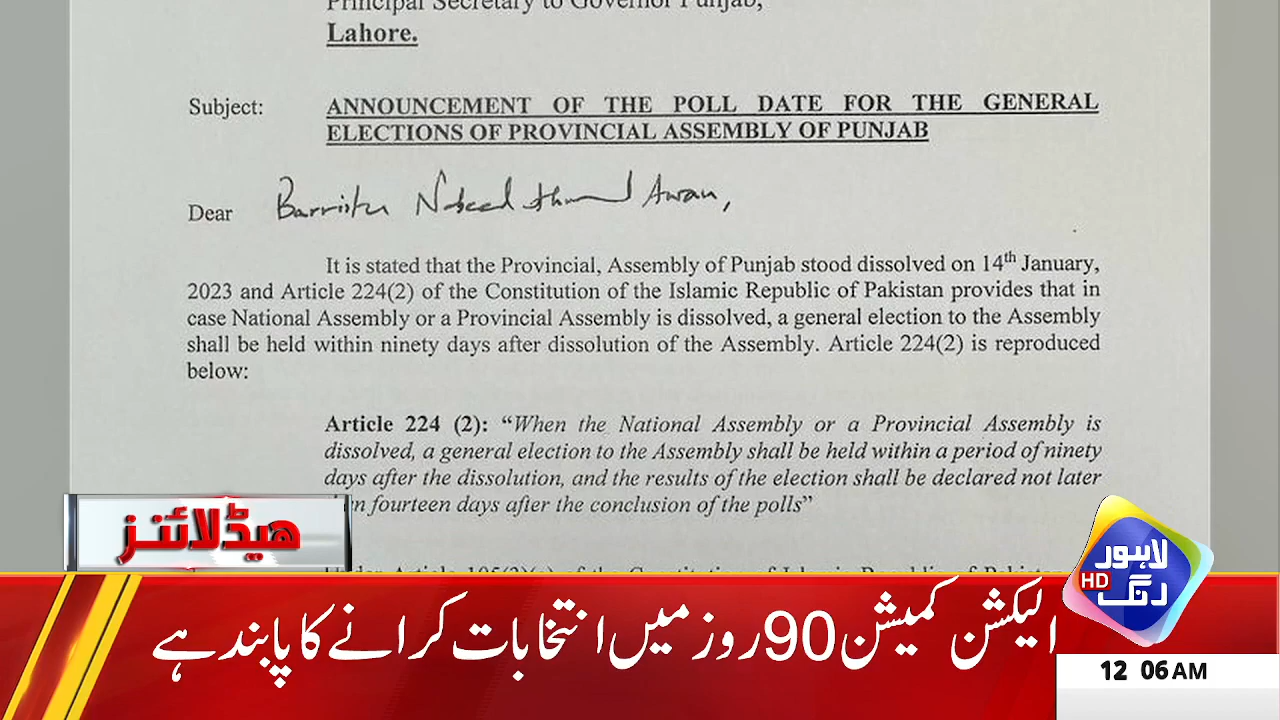 Principal Secretary to Governor Punjab,
Lahore.
Subject: ANNOUNCEMENT OF THE POLL DATE FOR THE GENERAL
ELECTIONS OF PROVINCIAL ASSEMBLY OF PUNJAB
Dear Barrister Nabeel Ahmad Awan,
It is stated that the Provincial, Assembly of Punjab stood dissolved on 14th January,
2023 and Article 224(2) of the Constitution of the Islamic Republic of Pakistan provides that in
case National Assembly or a Provincial Assembly is dissolved, a general election to the Assembly
shall be held within ninety days after dissolution of the Assembly. Article 224(2) is reproduced
below:
Article 224 (2): “When the National Assembly or a Provincial Assembly is
dissolved, a general election to the Assembly shall be held within a period of ninety
days after the dissolution, and the results of the election shall be declared not later
fourteen days after the conclusion of the polls”
ہیڈلائنز
لاہور
HD رنگ
الیکشن کمیشن 90 روز میں انتخابات کرانے کا پابند ہے
12 06 AM